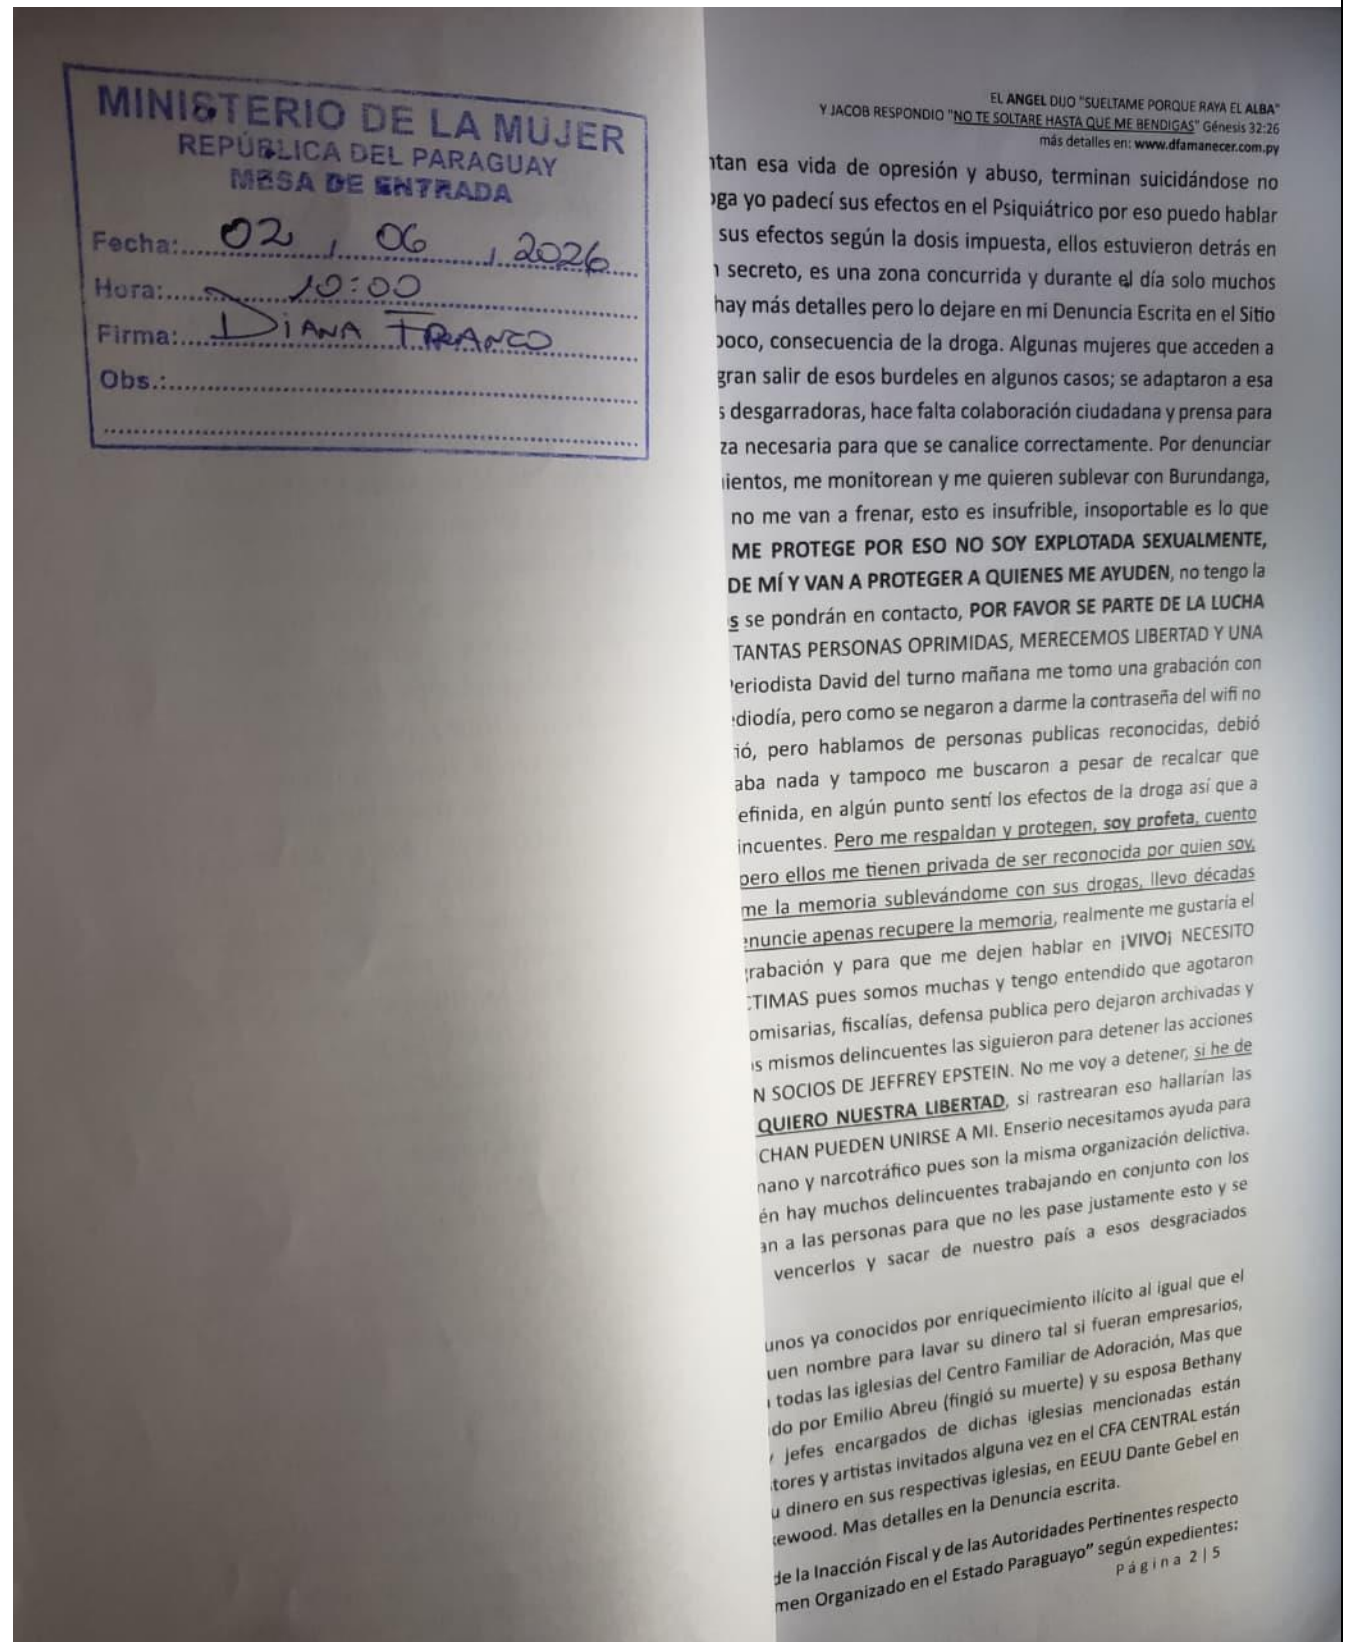 MINISTERIO DE LA MUJER
REPÚBLICA DEL PARAGUAY
MESA DE ENTRADA
Fecha: 02, 06, 2026
Hora: 10:00
Firma: DIANA FRANCO
Obs.:
EL ANGEL DIJO "SUELTAME PORQUE RAYA EL ALBA"
Y JACOB RESPONDIO "NO TE SOLTARE HASTA QUE ME BENDIGAS" Génesis 32:26
más detalles en: www.dfamanecer.com.py
ntan esa vida de opresión y abuso, terminan suicidándose no
oga yo padecí sus efectos en el Psiquiátrico por eso puedo hablar
sus efectos según la dosis impuesta, ellos estuvieron detrás en
n secreto, es una zona concurrida y durante el día solo muchos
hay más detalles pero lo dejare en mi Denuncia Escrita en el Sitio
poco, consecuencia de la droga. Algunas mujeres que acceden a
gran salir de esos burdeles en algunos casos; se adaptaron a esa
s desgarradoras, hace falta colaboración ciudadana y prensa para
za necesaria para que se canalice correctamente. Por denunciar
ientos, me monitorean y me quieren sublevar con Burundanga,
no me van a frenar, esto es insufrible, insoportable es lo que
ME PROTEGE POR ESO NO SOY EXPLOTADA SEXUALMENTE,
DE MÍ Y VAN A PROTEGER A QUIENES ME AYUDEN, no tengo la
s se pondrán en contacto, POR FAVOR SE PARTE DE LA LUCHA
TANTAS PERSONAS OPRIMIDAS, MERECEMOS LIBERTAD Y UNA
Periodista David del turno mañana me tomo una grabación con
ediodía, pero como se negaron a darme la contraseña del wifi no
ió, pero hablamos de personas publicas reconocidas, debió
aba nada y tampoco me buscaron a pesar de recalcar que
efinida, en algún punto sentí los efectos de la droga así que a
incuentes. Pero me respaldan y protegen, soy profeta, cuento
pero ellos me tienen privada de ser reconocida por quien soy,
me la memoria sublevándome con sus drogas, llevo décadas
enuncie apenas recupere la memoria, realmente me gustaría el
grabación y para que me dejen hablar en ¡VIVO¡ NECESITO
CTIMAS pues somos muchas y tengo entendido que agotaron
omisarias, fiscalías, defensa publica pero dejaron archivadas y
os mismos delincuentes las siguieron para detener las acciones
N SOCIOS DE JEFFREY EPSTEIN. No me voy a detener, si he de
QUIERO NUESTRA LIBERTAD, si rastrearan eso hallarían las
CHAN PUEDEN UNIRSE A MI. Enserio necesitamos ayuda para
mano y narcotráfico pues son la misma organización delictiva.
én hay muchos delincuentes trabajando en conjunto con los
an a las personas para que no les pase justamente esto y se
vencerlos y sacar de nuestro país a esos desgraciados
unos ya conocidos por enriquecimiento ilícito al igual que el
uen nombre para lavar su dinero tal si fueran empresarios,
todas las iglesias del Centro Familiar de Adoración, Mas que
do por Emilio Abreu (fingió su muerte) y su esposa Bethany
y jefes encargados de dichas iglesias mencionadas están
tores y artistas invitados alguna vez en el CFA CENTRAL están
u dinero en sus respectivas iglesias, en EEUU Dante Gebel en
kewood. Mas detalles en la Denuncia escrita.
de la Inacción Fiscal y de las Autoridades Pertinentes respecto
men Organizado en el Estado Paraguayo" según expedientes:
Página 2|5